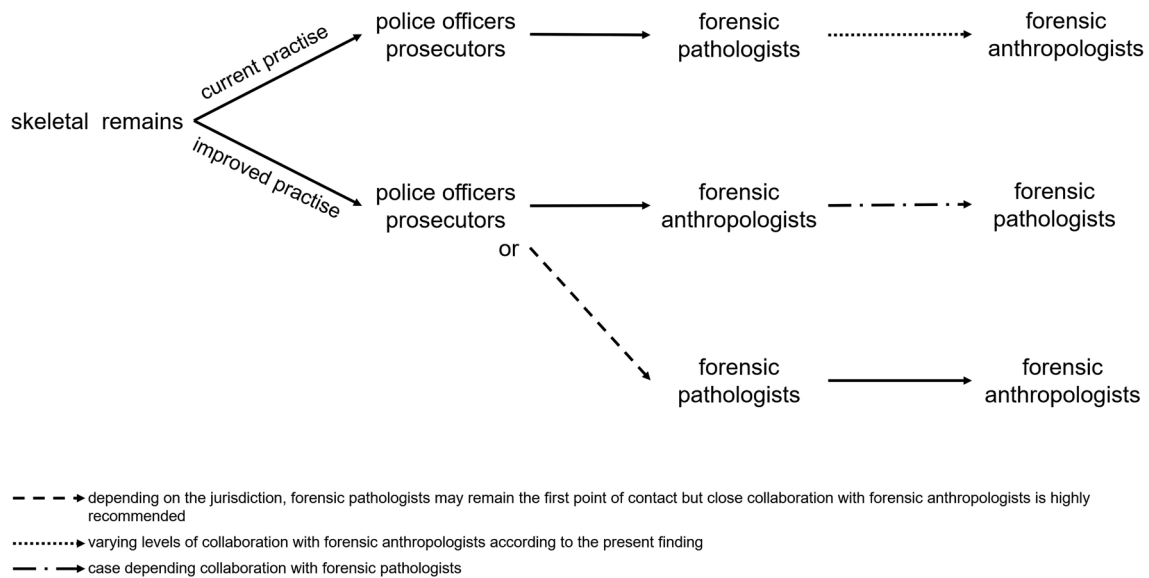 current practise
police officers
prosecutors
forensic
pathologists
forensic
anthropologists
skeletal remains
improved practise
police officers
prosecutors
or
forensic
anthropologists
forensic
pathologists
forensic
pathologists
forensic
anthropologists
depending on the jurisdiction, forensic pathologists may remain the first point of contact but close collaboration with forensic anthropologists is highly
recommended
varying levels of collaboration with forensic anthropologists according to the present finding
case depending collaboration with forensic pathologists